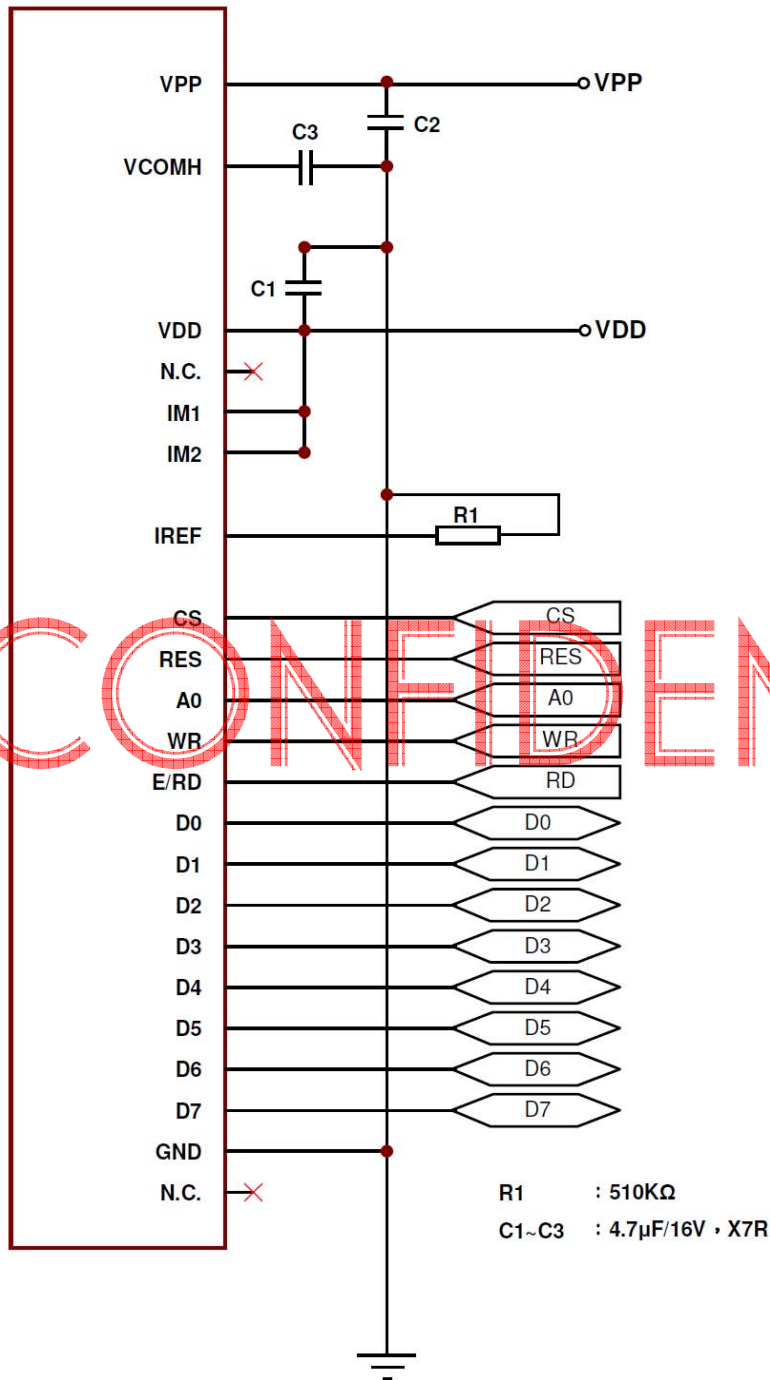 VPP
VPP
C2
C3
VCOMH
C1
VDD
VDD
N.C.
IM1
IM2
R1
IREF
CS
CS
RES
RES
CONFIDEN
A0
A0
WR
WR
E/RD
RD
D0
D0
D1
D1
D2
D2
D3
D3
D4
D4
D5
D5
D6
D6
D7
D7
GND
N.C.
R1 : 510KΩ
C1~C3 : 4.7μF/16V，X7R